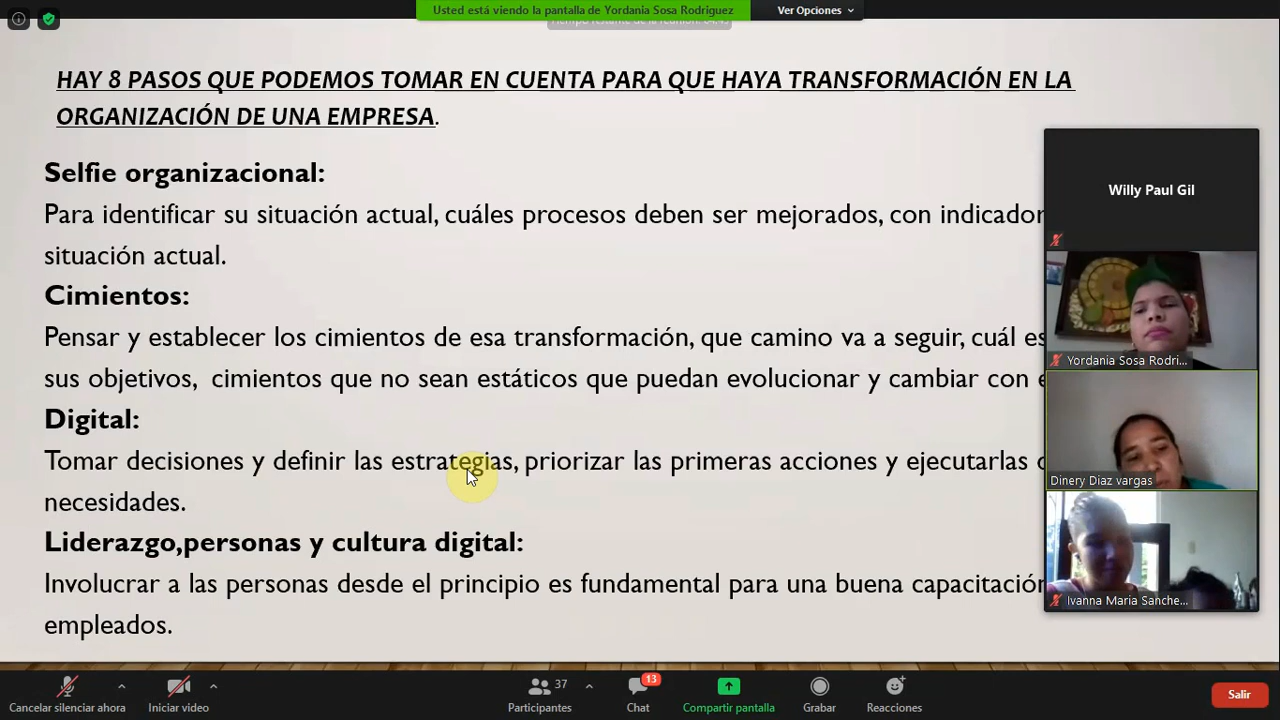 Usted está viendo la pantalla de Yordania Sosa Rodriguez
Ver Opciones
HAY 8 PASOS QUE PODEMOS TOMAR EN CUENTA PARA QUE HAYA TRANSFORMACIÓN EN LA
ORGANIZACIÓN DE UNA EMPRESA.
Selfie organizacional:
Para identificar su situación actual, cuáles procesos deben ser mejorados, con indicador
situación actual.
Cimientos:
Pensar y establecer los cimientos de esa transformación, que camino va a seguir, cuál es
sus objetivos, cimientos que no sean estáticos que puedan evolucionar y cambiar con
Digital:
Tomar decisiones y definir las estrategias, priorizar las primeras acciones y ejecutarlas
necesidades.
Liderazgo,personas y cultura digital:
Involucrar a las personas desde el principio es fundamental para una buena capacitación
empleados.
Willy Paul Gil
Yordania Sosa Rodri...
Dinery Diaz vargas
Ivanna Maria Sanche...
Cancelar silenciar ahora
Iniciar video
37
Participantes
13
Chat
Compartir pantalla
Grabar
Reacciones
Salir